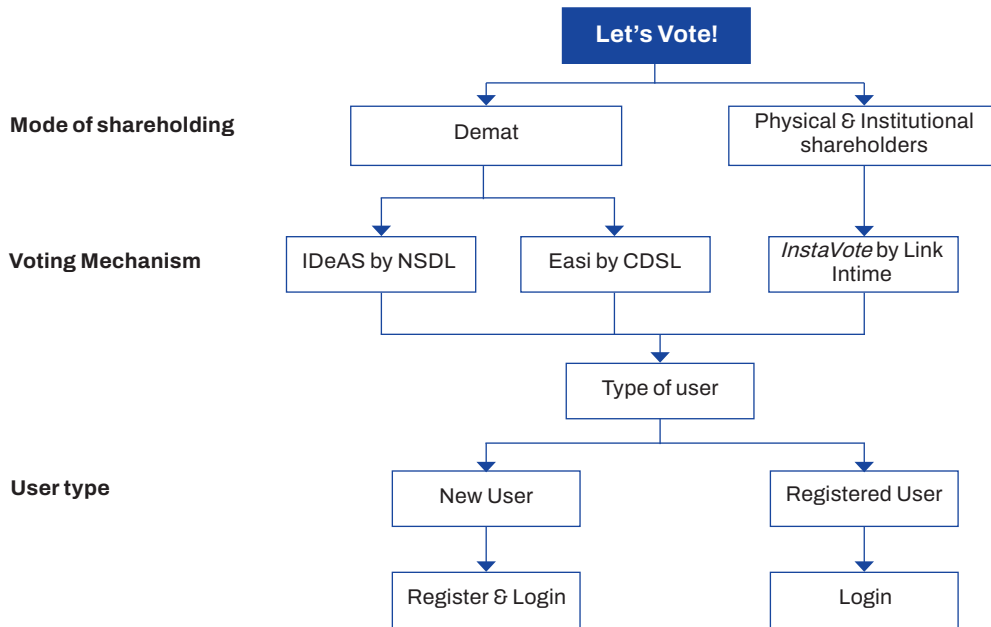 Let's Vote!
Mode of shareholding
Demat
Physical & Institutional
shareholders
Voting Mechanism
IDeAS by NSDL
Easi by CDSL
InstaVote by Link
Intime
Type of user
User type
New User
Registered User
Register & Login
Login